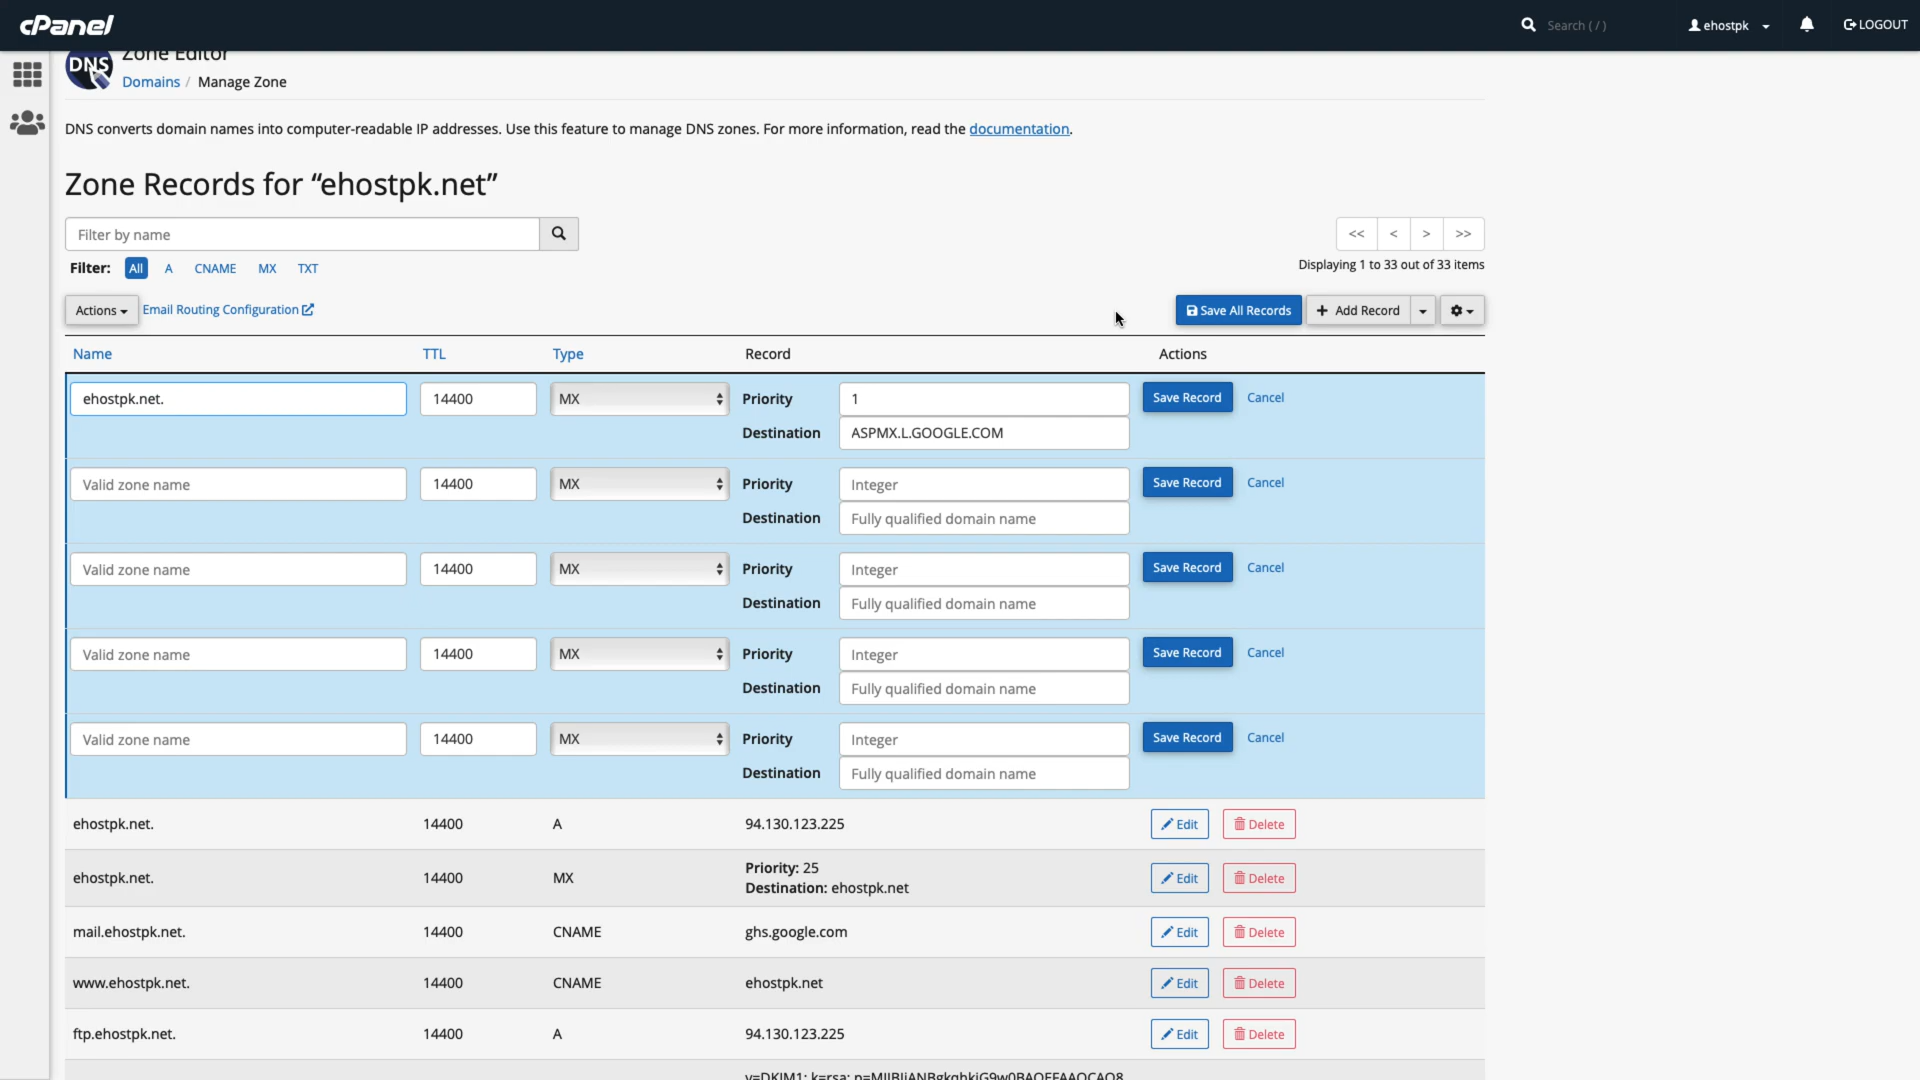 cPanel
Search ( / )
ehostpk
LOGOUT
DNS
Zone Editor
Domains / Manage Zone
DNS converts domain names into computer-readable IP addresses. Use this feature to manage DNS zones. For more information, read the documentation.
Zone Records for “ehostpk.net”
Filter by name
<< < > >>
Filter: All A CNAME MX TXT
Displaying 1 to 33 out of 33 items
Actions Email Routing Configuration
Save All Records + Add Record
Name TTL Type Record Actions
ehostpk.net. 14400 MX Priority 1 Save Record Cancel
Destination ASPMX.L.GOOGLE.COM
Valid zone name 14400 MX Priority Integer Save Record Cancel
Destination Fully qualified domain name
Valid zone name 14400 MX Priority Integer Save Record Cancel
Destination Fully qualified domain name
Valid zone name 14400 MX Priority Integer Save Record Cancel
Destination Fully qualified domain name
Valid zone name 14400 MX Priority Integer Save Record Cancel
Destination Fully qualified domain name
ehostpk.net. 14400 A 94.130.123.225 Edit Delete
ehostpk.net. 14400 MX Priority: 25 Edit Delete
Destination: ehostpk.net
mail.ehostpk.net. 14400 CNAME ghs.google.com Edit Delete
www.ehostpk.net. 14400 CNAME ehostpk.net Edit Delete
ftp.ehostpk.net. 14400 A 94.130.123.225 Edit Delete
v=DKIM1; k=rsa;